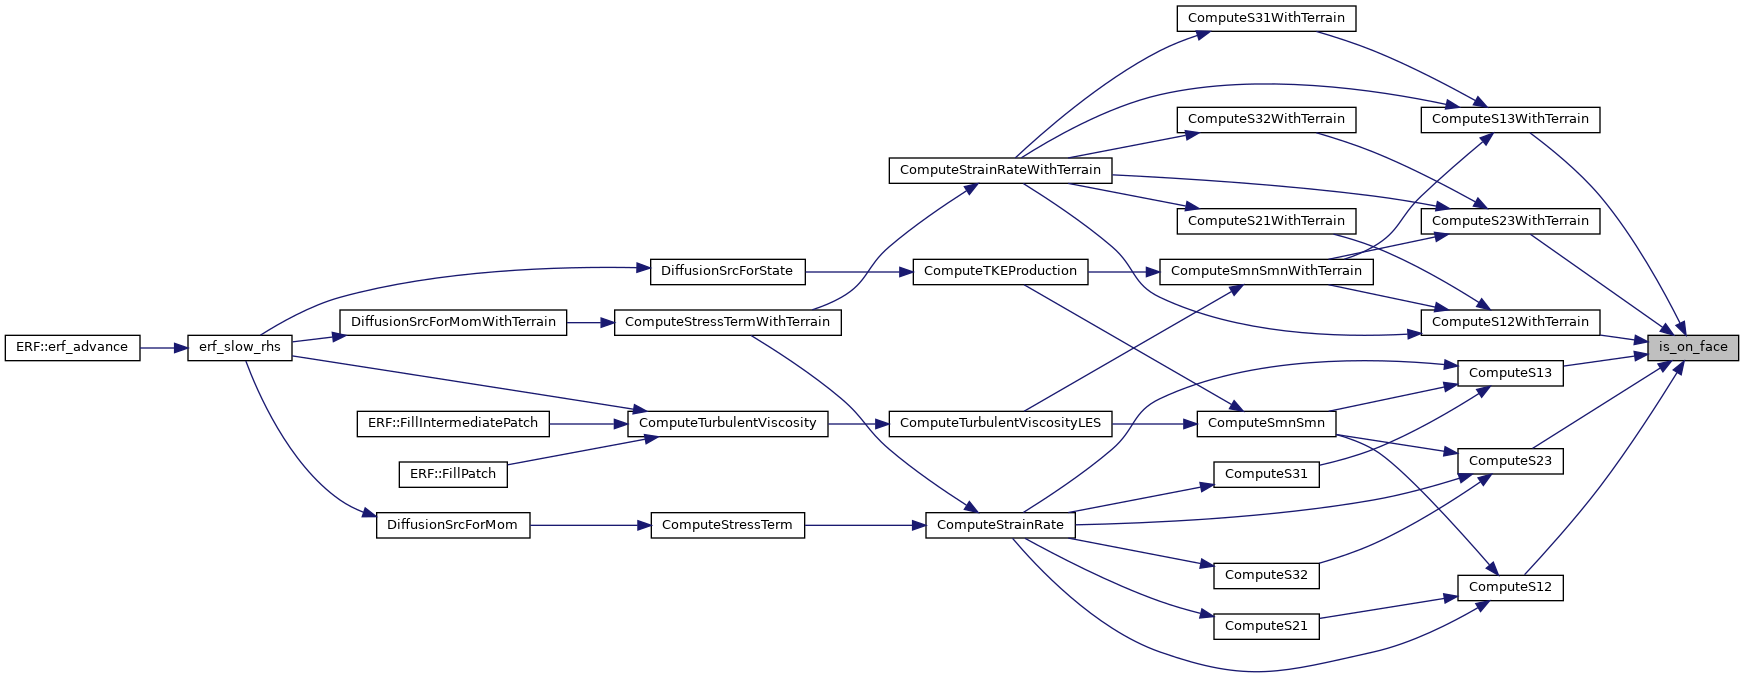 ComputeS31WithTerrain
ComputeS32WithTerrain
ComputeS13WithTerrain
ComputeStrainRateWithTerrain
ComputeS21WithTerrain
ComputeS23WithTerrain
DiffusionSrcForState
ComputeTKEProduction
ComputeSmnSmnWithTerrain
DiffusionSrcForMomWithTerrain
ComputeStressTermWithTerrain
ComputeS12WithTerrain
ERF::erf_advance
erf_slow_rhs
is_on_face
ComputeS13
ERF::FillIntermediatePatch
ComputeTurbulentViscosity
ComputeTurbulentViscosityLES
ComputeSmnSmn
ERF::FillPatch
ComputeS31
ComputeS23
DiffusionSrcForMom
ComputeStressTerm
ComputeStrainRate
ComputeS32
ComputeS12
ComputeS21